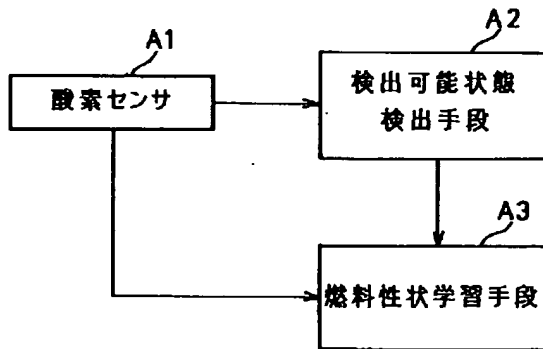 A1
酸素センサ
A2
検出可能状態
検出手段
A3
燃料性状学習手段